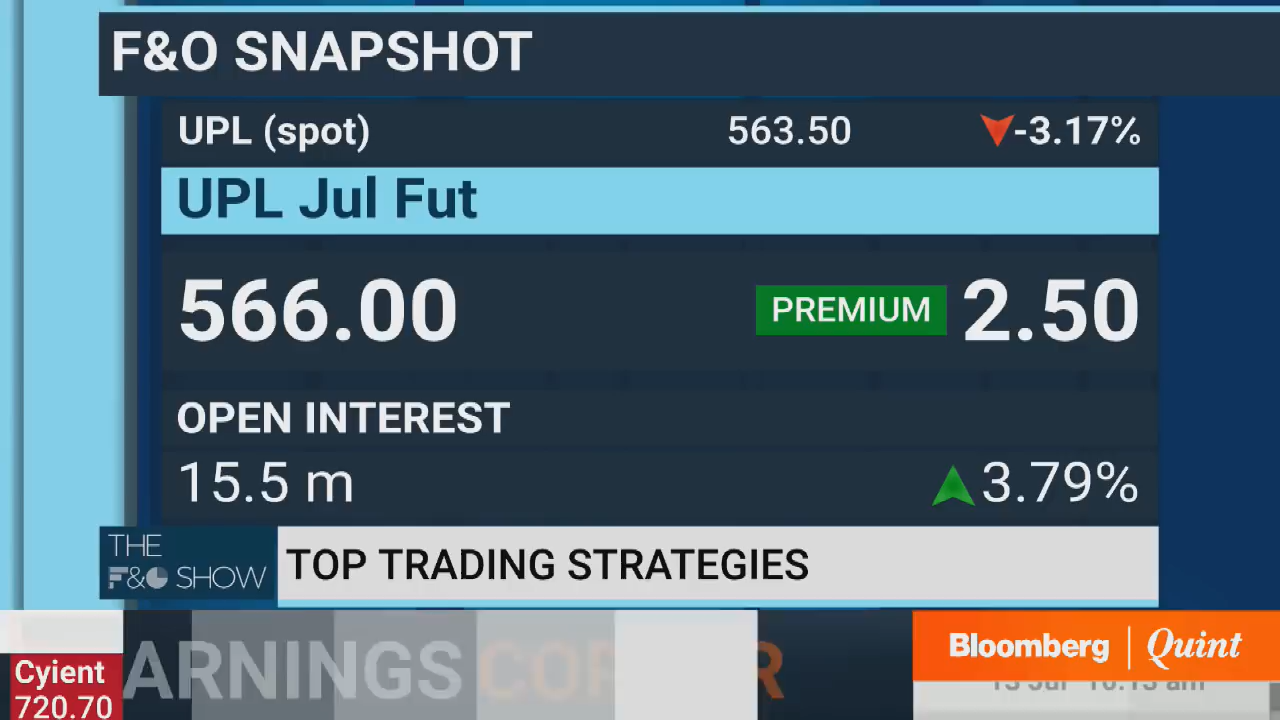 F&O SNAPSHOT
UPL (spot) 563.50 -3.17%
UPL Jul Fut
566.00 PREMIUM 2.50
OPEN INTEREST
15.5 m 3.79%
THE
F&O SHOW
TOP TRADING STRATEGIES
Bloomberg | Quint
Cyient
720.70